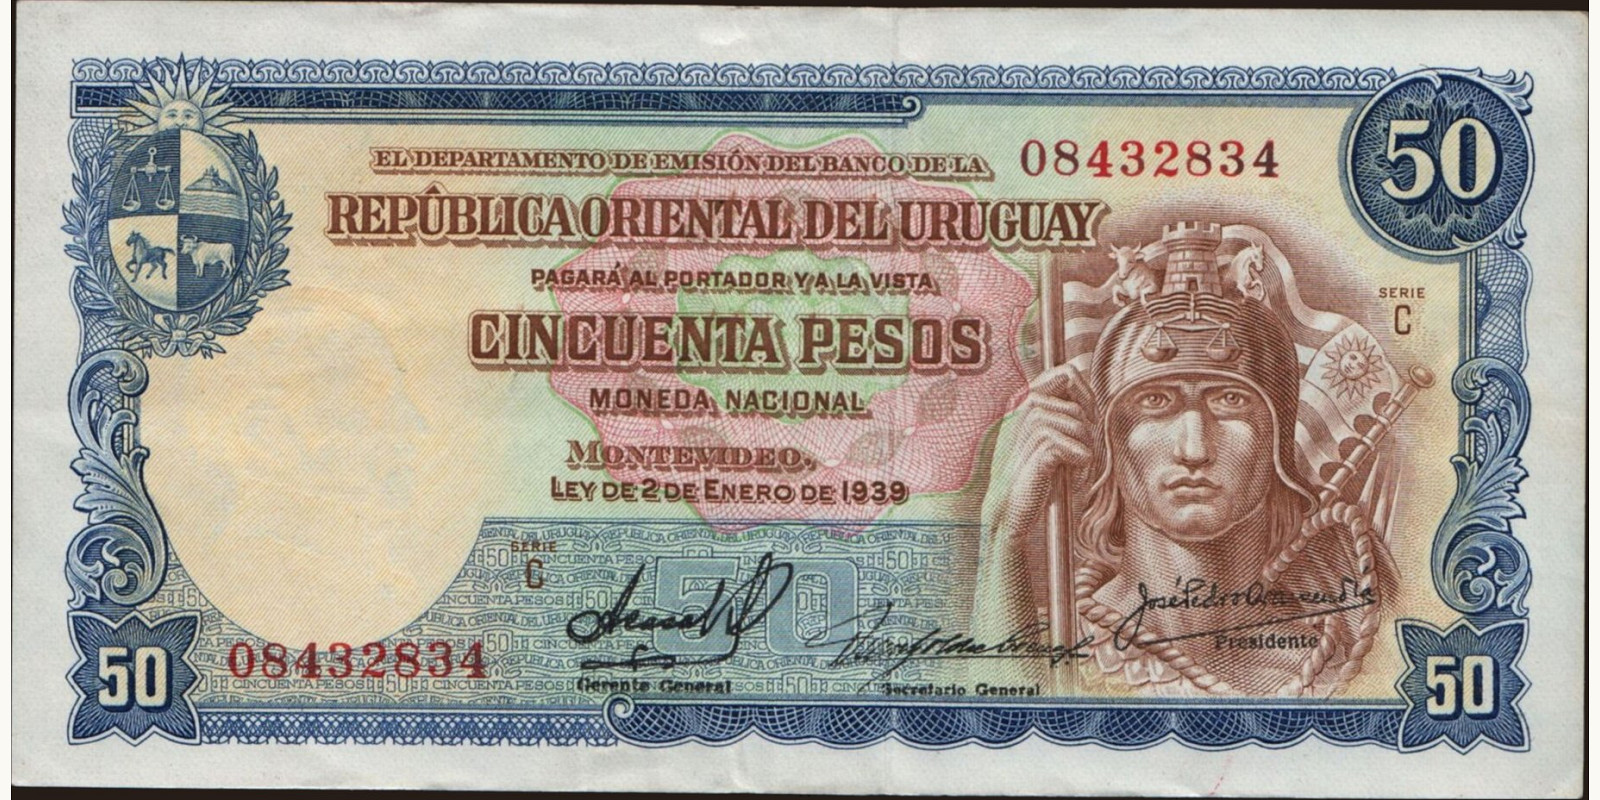 EL DEPARTAMENTO DE EMISIÓN DEL BANCO DE LA
08432834
50
REPÚBLICA ORIENTAL DEL URUGUAY
PAGARÁ AL PORTADOR Y A LA VISTA
SERIE
C
CINCUENTA PESOS
MONEDA NACIONAL
MONTEVIDEO.
LEY DE 2 DE ENERO DE 1939
SERIE
C
50
Presidente
08432834
50
50
Gerente General
Secretario General